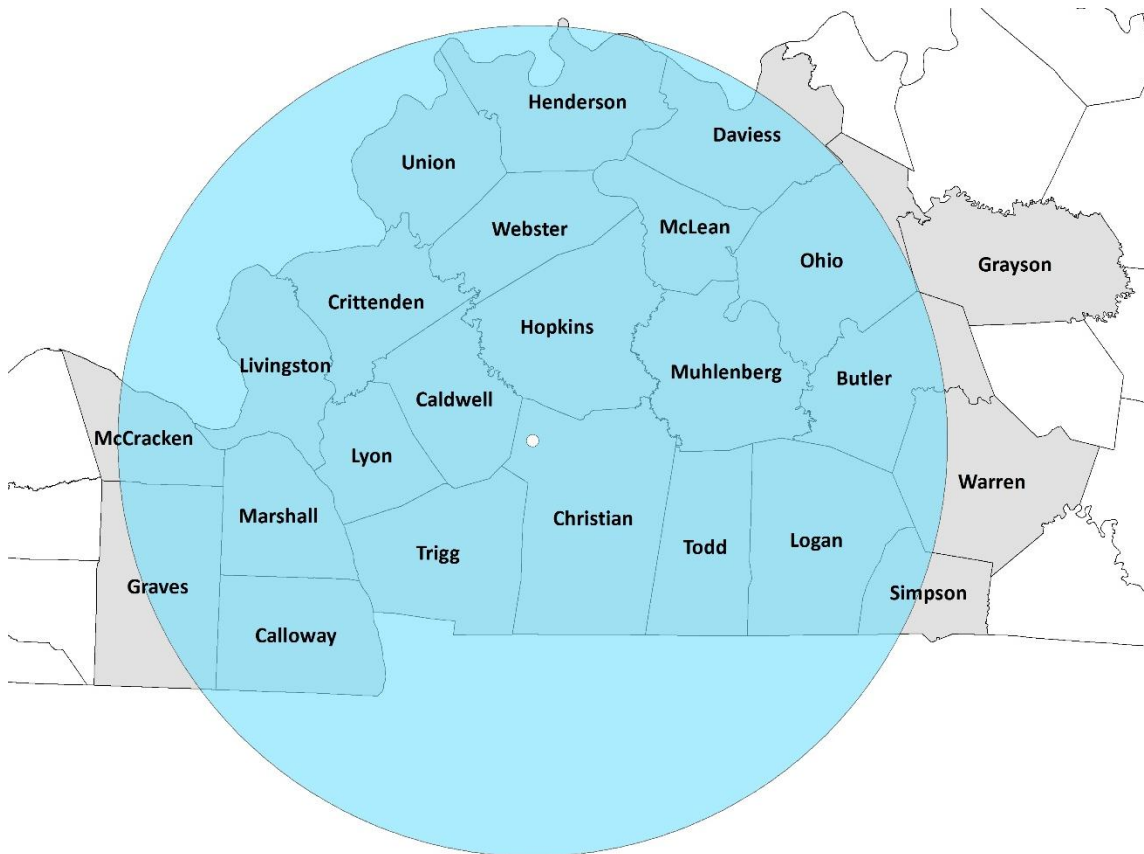 Henderson
Daviess
Union
Webster
McLean
Ohio
Grayson
Crittenden
Hopkins
Livingston
Muhlenberg
Butler
Caldwell
McCracken
Lyon
Warren
Marshall
Christian
Logan
Todd
Trigg
Graves
Simpson
Calloway